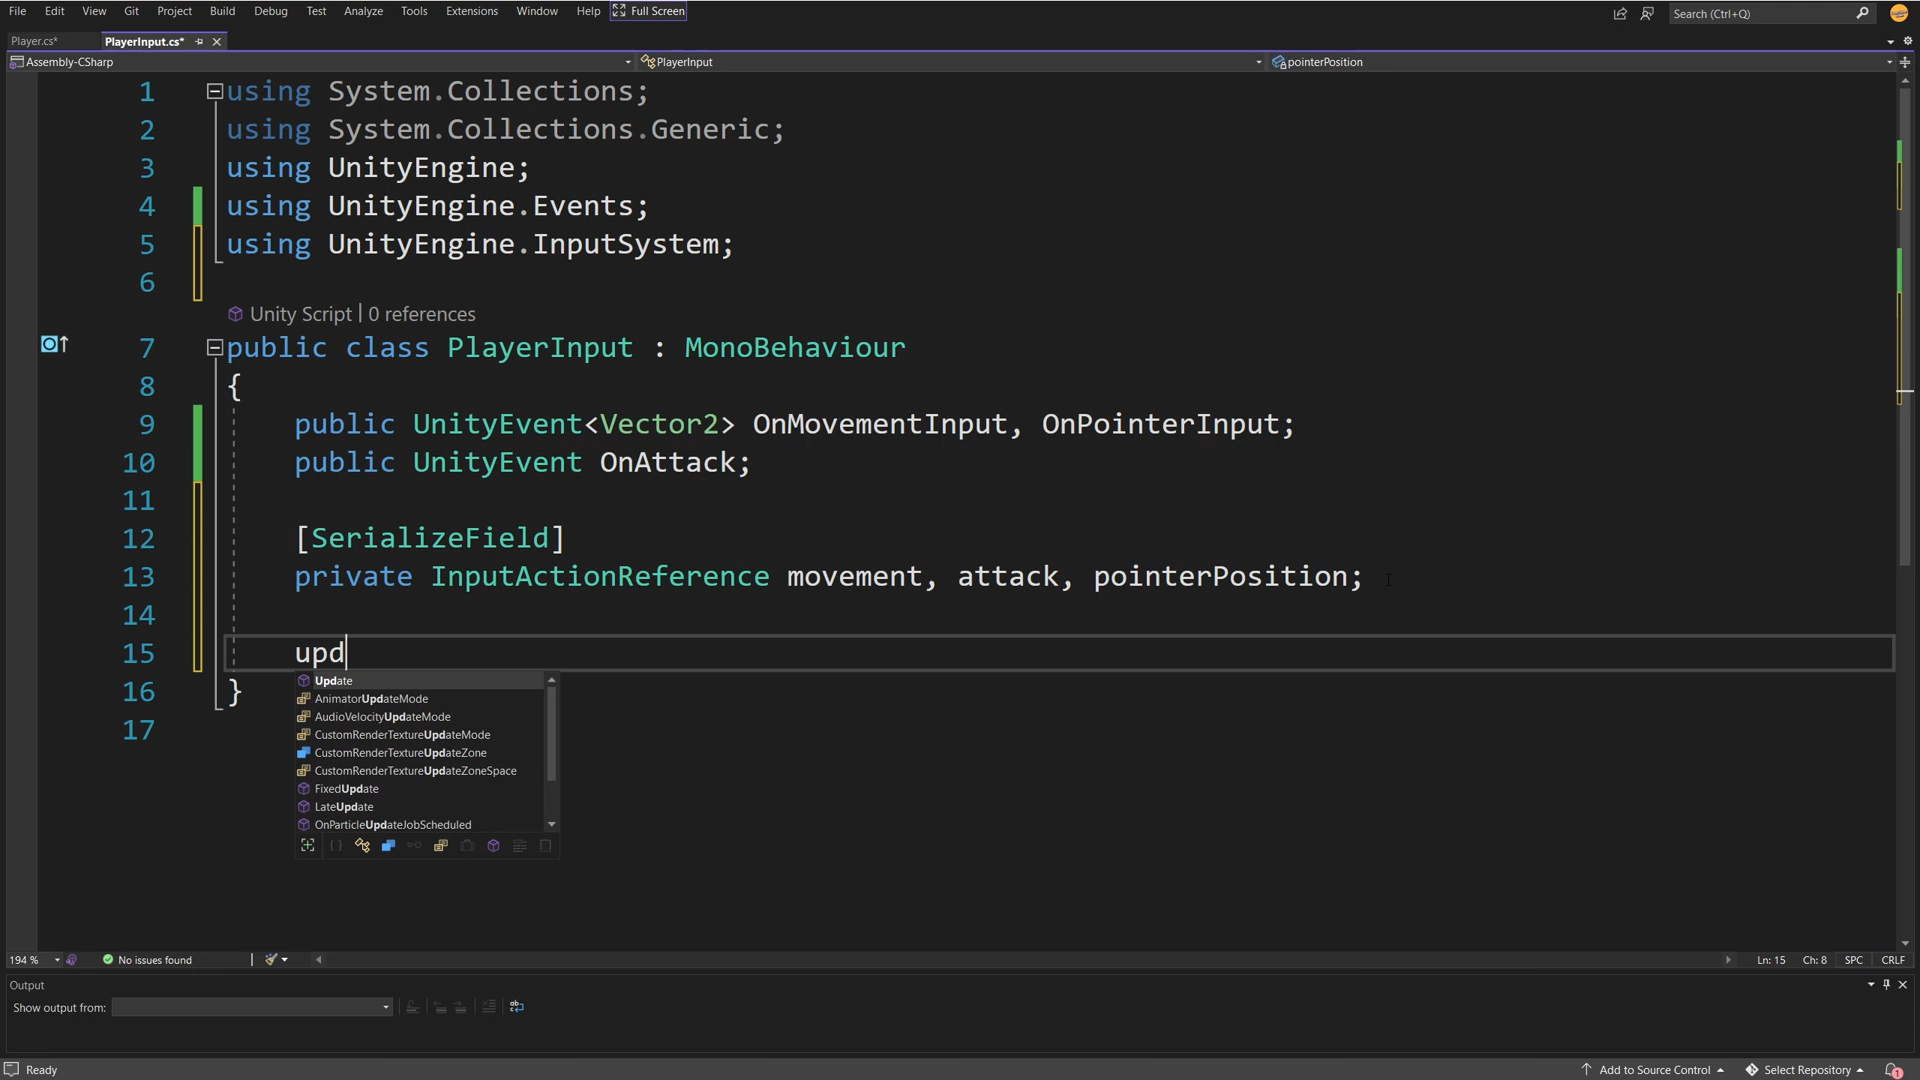 File Edit View Git Project Build Debug Test Analyze Tools Extensions Window Help Full Screen Search (Ctrl+Q)
Player.cs* PlayerInput.cs*
Assembly-CSharp PlayerInput pointerPosition
1 using System.Collections;
2 using System.Collections.Generic;
3 using UnityEngine;
4 using UnityEngine.Events;
5 using UnityEngine.InputSystem;
6
Unity Script | 0 references
7 public class PlayerInput : MonoBehaviour
8 {
9 public UnityEvent<Vector2> OnMovementInput, OnPointerInput;
10 public UnityEvent OnAttack;
11
12 [SerializeField]
13 private InputActionReference movement, attack, pointerPosition;
14
15 upd
Update
16 }
AnimatorUpdateMode
AudioVelocityUpdateMode
17
CustomRenderTextureUpdateMode
CustomRenderTextureUpdateZone
CustomRenderTextureUpdateZoneSpace
FixedUpdate
LateUpdate
OnParticleUpdateJobScheduled
194 % No issues found Ln: 15 Ch: 8 SPC CRLF
Output
Show output from:
Ready Add to Source Control Select Repository 1